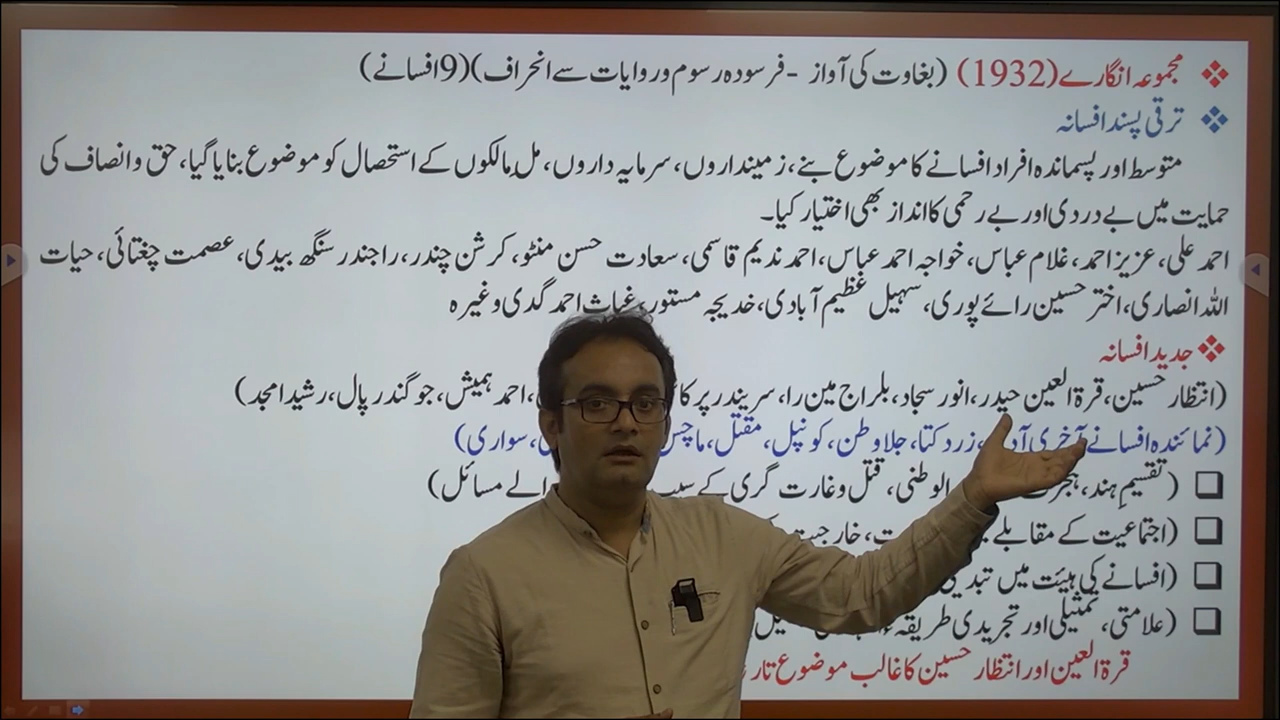 مجموعہ انگارے (1932) (بغاوت کی آواز - فرسودہ رسوم و روایات سے انحراف)(9 افسانے)
ترقی پسند افسانہ
متوسط اور پسماندہ افراد افسانے کا موضوع بنے، زمینداروں، سرمایہ داروں، مل مالکوں کے استحصال کو موضوع بنایا گیا، حق و انصاف کی
حمایت میں بے دردی اور بے رحمی کا انداز بھی اختیار کیا۔
احمد علی، عزیز احمد، غلام عباس، خواجہ احمد عباس، احمد ندیم قاسمی، سعادت حسن منٹو، کرشن چندر، راجندر سنگھ بیدی، عصمت چغتائی، حیات
اللہ انصاری، اختر حسین رائے پوری، سہیل عظیم آبادی، خدیجہ مستور، غیاث احمد گدی وغیرہ
جدید افسانہ
(انتظار حسین، قرۃ العین حیدر، انور سجاد، بلراج مین را، سریندر پرکا احمد ہمیش، جوگندر پال، رشید امجد)
(نمائندہ افسانے آخری زرد کتا، جلاوطن، کونپل، مقتل، ماچس سواری)
(تقسیمِ ہند، الوطنی، قتل و غارت گری کے مسائل)
(اجتماعیت کے مقابلے
(افسانے کی ہیئت میں
(علامتی، تمثیلی اور تجریدی
قرۃ العین اور انتظار حسین کا غالب موضوع